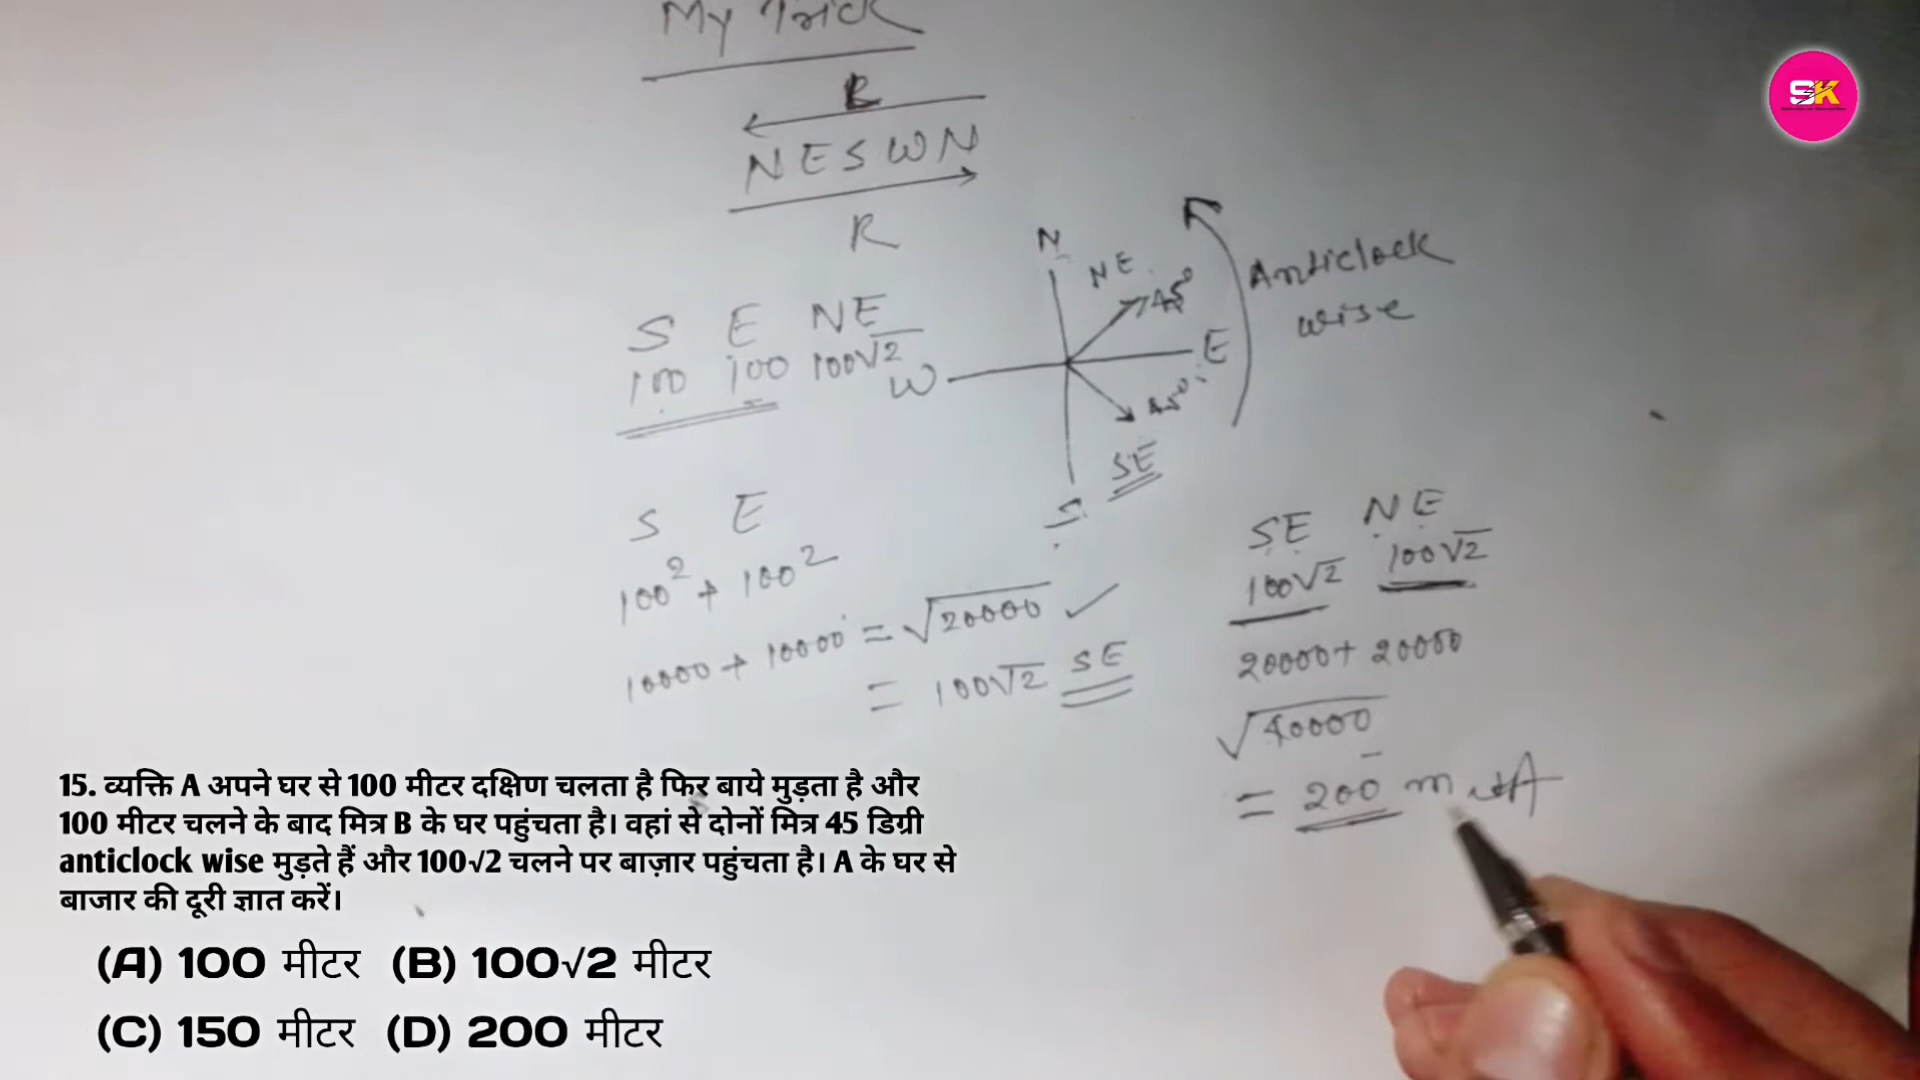 My Trick
L
NESWN
R
S E NE
100 100 100√2
N
NE
45°
E
W
45°
SE
S
Anticlock
wise
S E
100² + 100²
10000 + 10000 = √20000 ✓
= 100√2 SE
SE NE
100√2 100√2
20000 + 20000
√40000
= 200
SK
15. व्यक्ति A अपने घर से 100 मीटर दक्षिण चलता है फिर बाये मुड़ता है और
100 मीटर चलने के बाद मित्र B के घर पहुंचता है। वहां से दोनों मित्र 45 डिग्री
anticlock wise मुड़ते हैं और 100√2 चलने पर बाज़ार पहुंचता है। A के घर से
बाजार की दूरी ज्ञात करें।
(A) 100 मीटर (B) 100√2 मीटर
(C) 150 मीटर (D) 200 मीटर